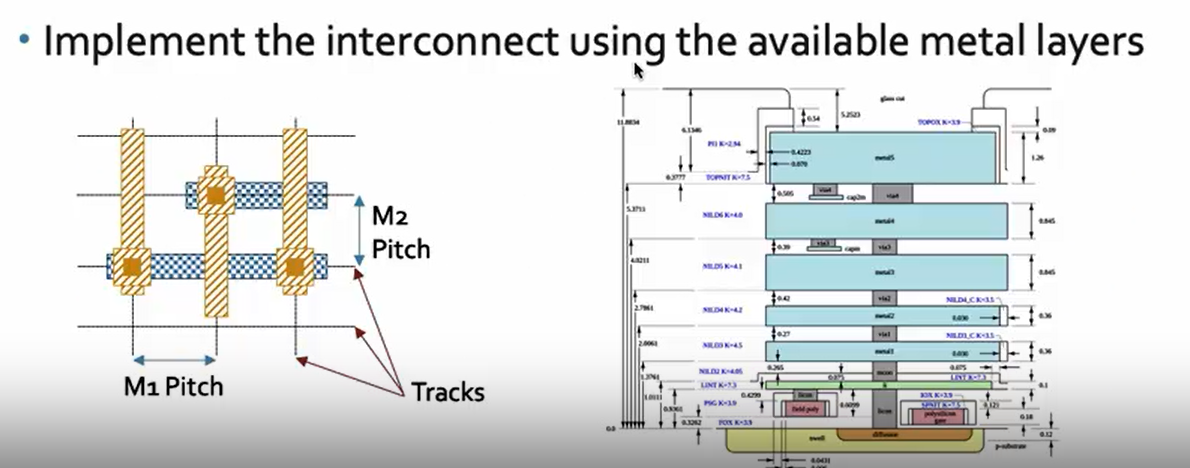 • Implement the interconnect using the available metal layers
M2
Pitch
M1 Pitch
Tracks
glass cut
11.8834
6.1346
0.54
5.2523
TOPOX K=3.9
0.09
PI1 K=2.94
0.4223
0.070
metal5
1.26
0.3777
TOPNIT K=7.5
0.505
via4
cap2m
via4
5.3711
NILD6 K=4.0
metal4
0.845
0.39
via3
capm
via3
4.0211
NILD5 K=4.1
metal3
0.845
0.42
via2
NILD4_C K=3.5
2.7861
NILD4 K=4.2
metal2
0.030
0.36
0.27
via1
NILD3_C K=3.5
2.0061
NILD3 K=4.5
metal1
0.030
0.36
0.265
mcon
0.075
NILD2 K=4.05
1.3761
0.075
LINT K=7.3
LINT K=7.3
li
0.1
1.0111
0.4299
licon
IOX K=3.9
0.9361
PSG K=3.9
field poly
0.6099
licon
SPNIT K=7.5
0.121
polysilicon
gate
0.18
0.3262
FOX K=3.9
0.0
0.12
nwell
diffusion
p-substrate
0.0431